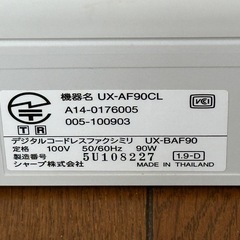 機器名 UX-AF90CL
A14-0176005
005-100903
VCI
T R
デジタルコードレスファクシミリ UX-BAF90
定格 100V 50/60Hz 90W
製造番号 5U108227 1.9-D
シャープ株式会社 MADE IN THAILAND